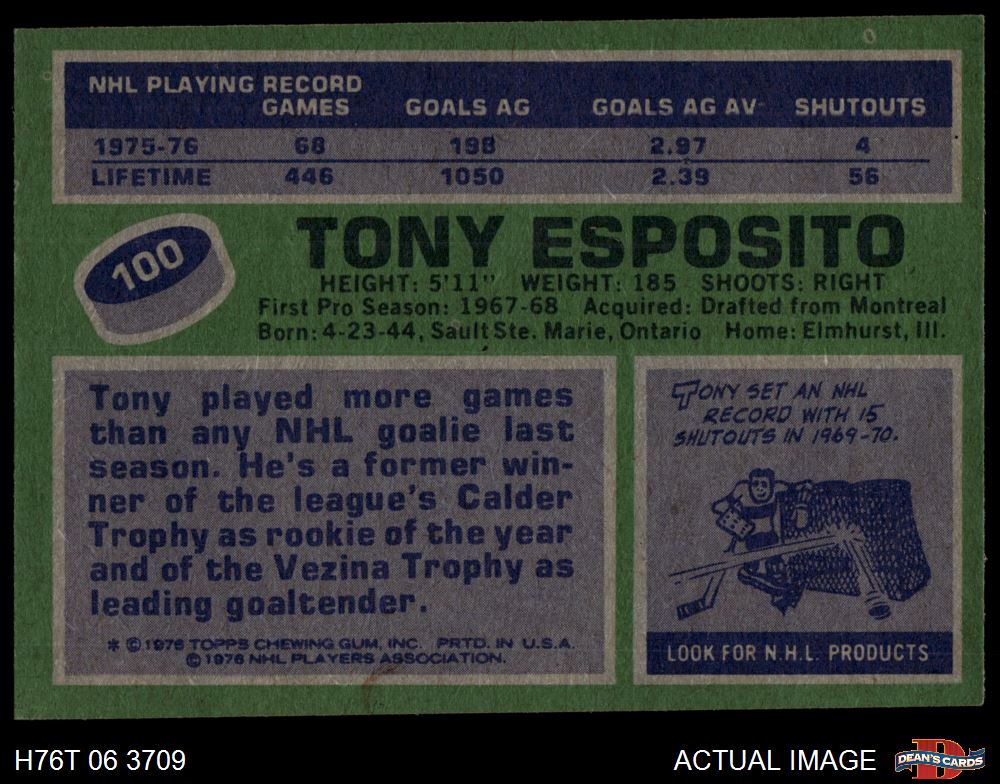 NHL PLAYING RECORD
GAMES GOALS AG GOALS AG AV SHUTOUTS
1975-76 68 198 2.97 4
LIFETIME 446 1050 2.39 56
100
TONY ESPOSITO
HEIGHT: 5'11" WEIGHT: 185 SHOOTS: RIGHT
First Pro Season: 1967-68 Acquired: Drafted from Montreal
Born: 4-23-44, Sault Ste. Marie, Ontario Home: Elmhurst, Ill.
Tony played more games
than any NHL goalie last
season. He's a former win-
ner of the league's Calder
Trophy as rookie of the year
and of the Vezina Trophy as
leading goaltender.
* © 1976 TOPPS CHEWING GUM, INC. PRTD. IN U.S.A.
© 1976 NHL PLAYERS ASSOCIATION.
TONY SET AN NHL
RECORD WITH 15
SHUTOUTS IN 1969-70.
LOOK FOR N.H.L. PRODUCTS
H76T 06 3709
ACTUAL IMAGE
D
DEAN'S CARDS